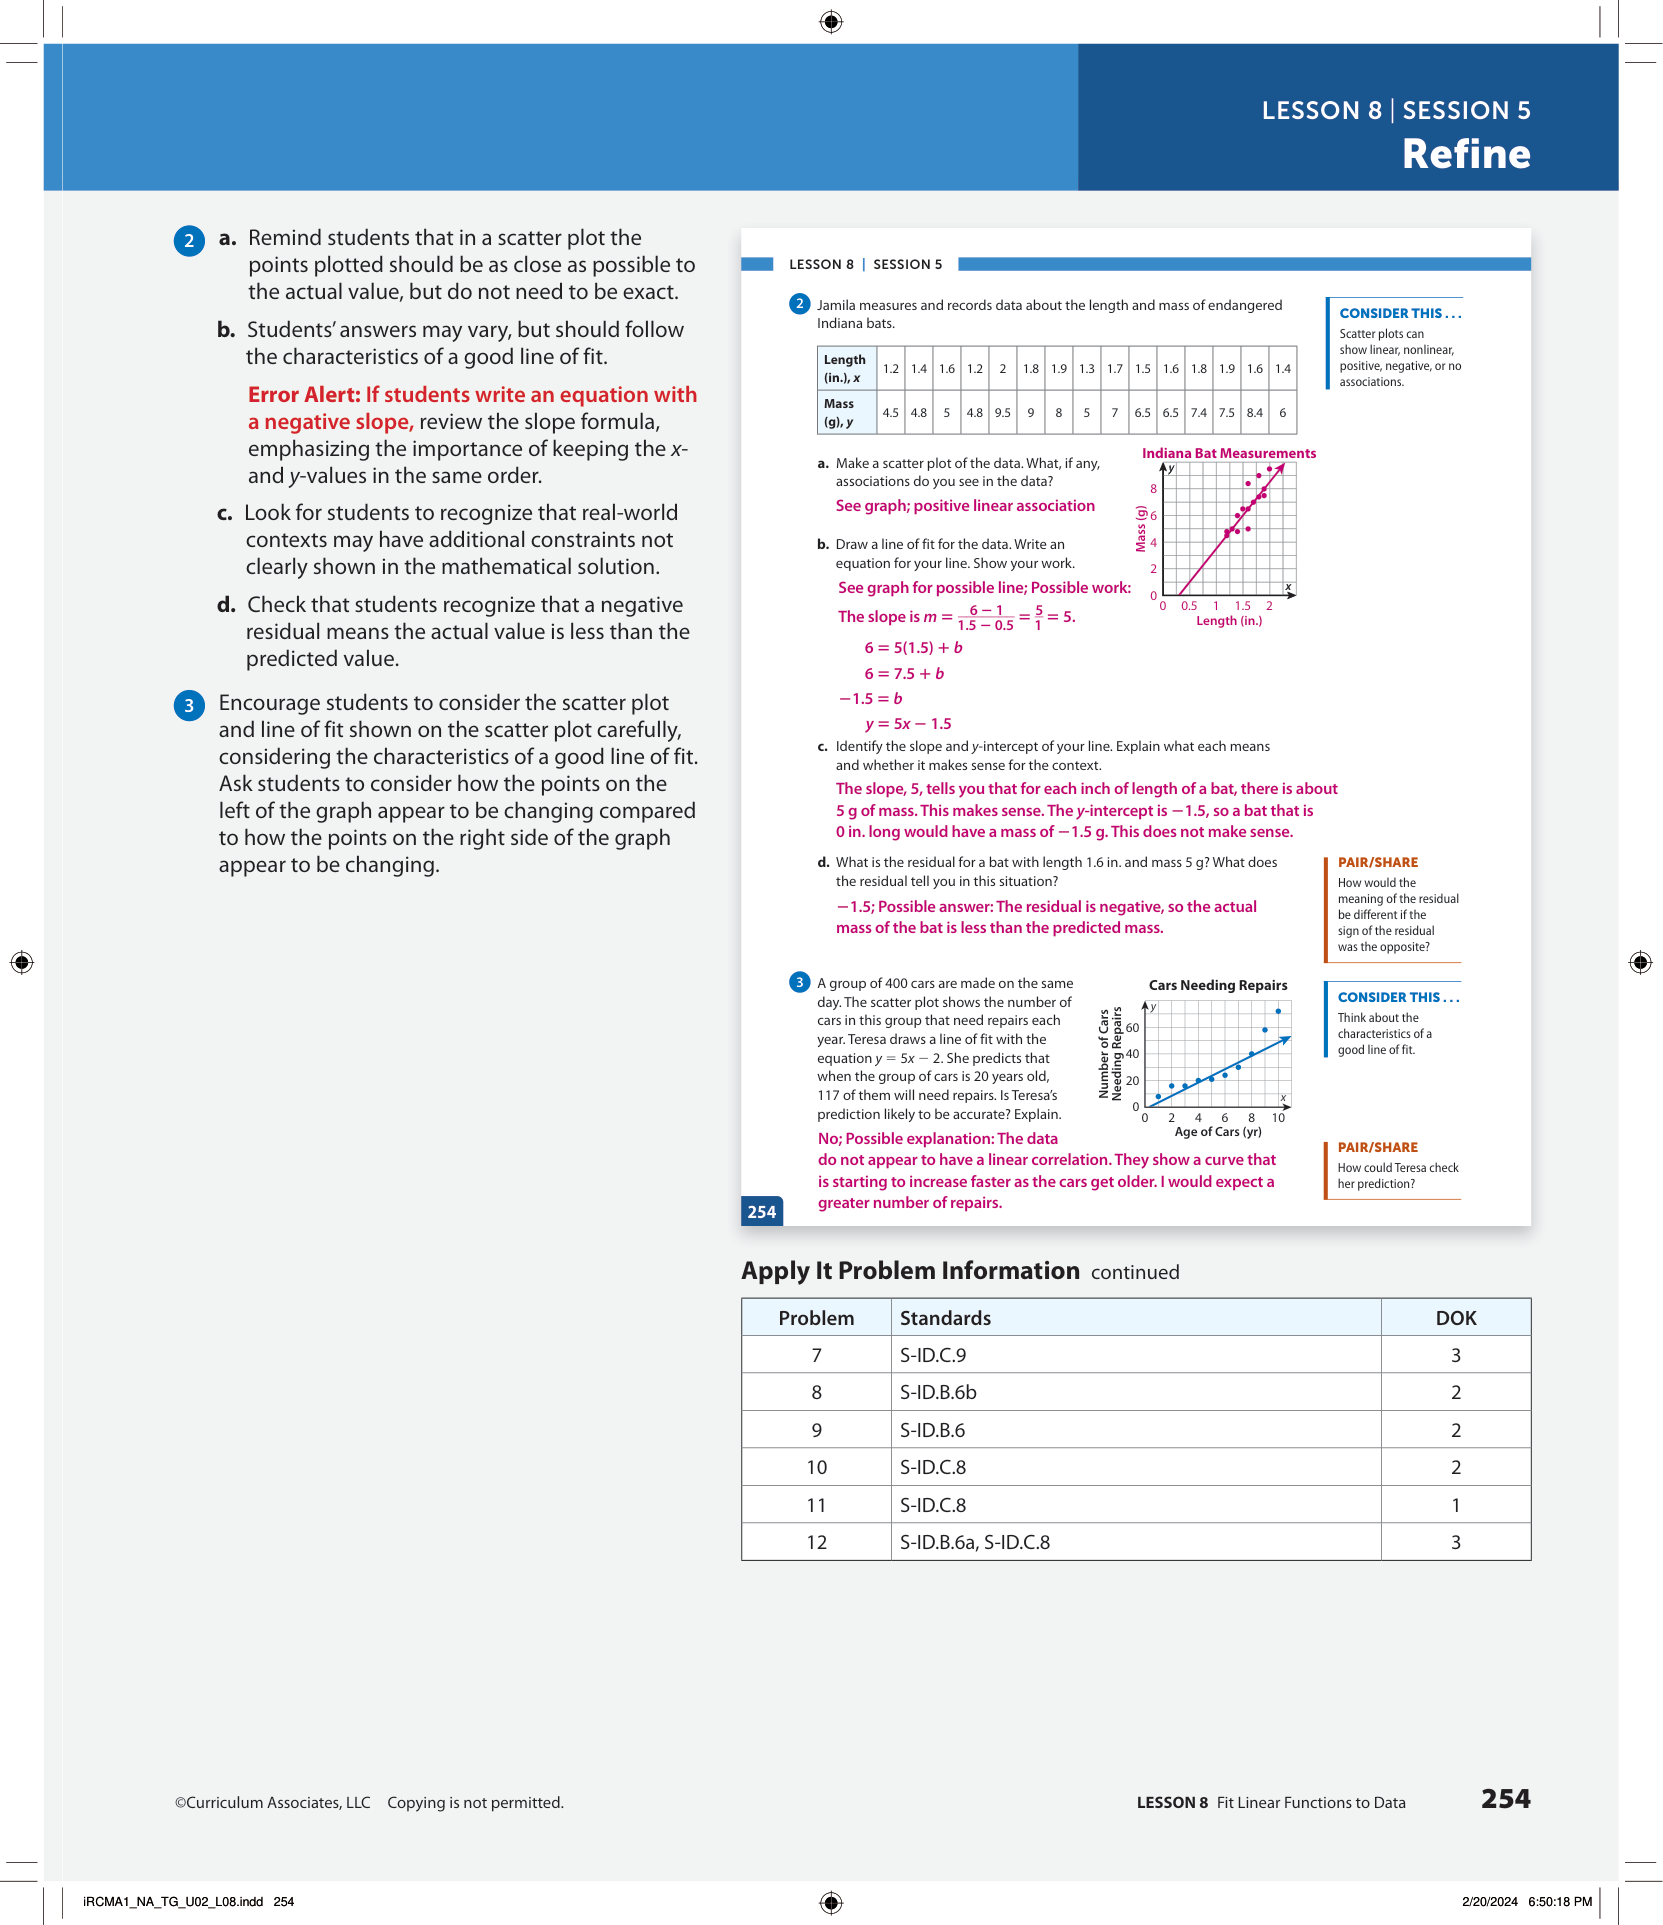 LESSON 8 | SESSION 5
Refine
2 a. Remind students that in a scatter plot the
points plotted should be as close as possible to
the actual value, but do not need to be exact.
b. Students’ answers may vary, but should follow
the characteristics of a good line of fit.
Error Alert: If students write an equation with
a negative slope, review the slope formula,
emphasizing the importance of keeping the x-
and y-values in the same order.
c. Look for students to recognize that real-world
contexts may have additional constraints not
clearly shown in the mathematical solution.
d. Check that students recognize that a negative
residual means the actual value is less than the
predicted value.
3 Encourage students to consider the scatter plot
and line of fit shown on the scatter plot carefully,
considering the characteristics of a good line of fit.
Ask students to consider how the points on the
left of the graph appear to be changing compared
to how the points on the right side of the graph
appear to be changing.
LESSON 8 | SESSION 5
2 Jamila measures and records data about the length and mass of endangered
Indiana bats.
Length
(in.), x 1.2 1.4 1.6 1.2 2 1.8 1.9 1.3 1.7 1.5 1.6 1.8 1.9 1.6 1.4
Mass
(g), y 4.5 4.8 5 4.8 9.5 9 8 5 7 6.5 6.5 7.4 7.5 8.4 6
CONSIDER THIS . . .
Scatter plots can
show linear, nonlinear,
positive, negative, or no
associations.
a. Make a scatter plot of the data. What, if any,
associations do you see in the data?
See graph; positive linear association
Indiana Bat Measurements
y
8
6
4
2
0
Mass (g)
x
0 0.5 1 1.5 2
Length (in.)
b. Draw a line of fit for the data. Write an
equation for your line. Show your work.
See graph for possible line; Possible work:
The slope is m = (6 − 1)/(1.5 − 0.5) = 5/1 = 5.
6 = 5(1.5) + b
6 = 7.5 + b
−1.5 = b
y = 5x − 1.5
c. Identify the slope and y-intercept of your line. Explain what each means
and whether it makes sense for the context.
The slope, 5, tells you that for each inch of length of a bat, there is about
5 g of mass. This makes sense. The y-intercept is −1.5, so a bat that is
0 in. long would have a mass of −1.5 g. This does not make sense.
d. What is the residual for a bat with length 1.6 in. and mass 5 g? What does
the residual tell you in this situation?
−1.5; Possible answer: The residual is negative, so the actual
mass of the bat is less than the predicted mass.
PAIR/SHARE
How would the
meaning of the residual
be different if the
sign of the residual
was the opposite?
3 A group of 400 cars are made on the same
day. The scatter plot shows the number of
cars in this group that need repairs each
year. Teresa draws a line of fit with the
equation y = 5x − 2. She predicts that
when the group of cars is 20 years old,
117 of them will need repairs. Is Teresa’s
prediction likely to be accurate? Explain.
No; Possible explanation: The data
do not appear to have a linear correlation. They show a curve that
is starting to increase faster as the cars get older. I would expect a
greater number of repairs.
Cars Needing Repairs
y
60
40
20
0
Number of Cars
Needing Repairs
x
0 2 4 6 8 10
Age of Cars (yr)
CONSIDER THIS . . .
Think about the
characteristics of a
good line of fit.
PAIR/SHARE
How could Teresa check
her prediction?
254
Apply It Problem Information continued
Problem Standards DOK
7 S-ID.C.9 3
8 S-ID.B.6b 2
9 S-ID.B.6 2
10 S-ID.C.8 2
11 S-ID.C.8 1
12 S-ID.B.6a, S-ID.C.8 3
©Curriculum Associates, LLC Copying is not permitted.
LESSON 8 Fit Linear Functions to Data 254
iRCMA1_NA_TG_U02_L08.indd 254
2/20/2024 6:50:18 PM